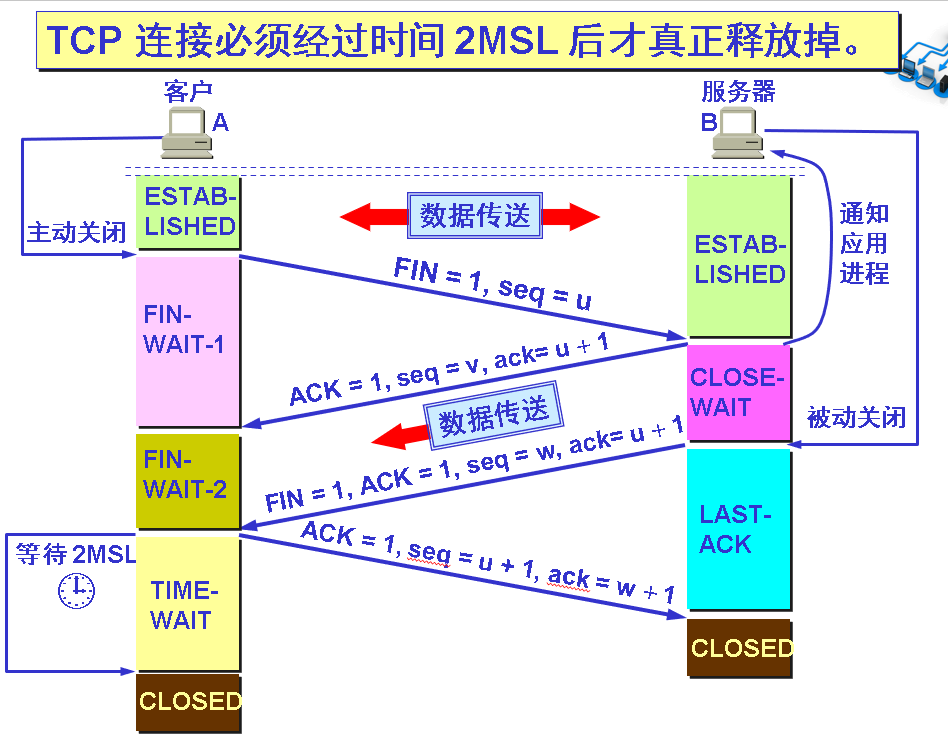 TCP 连接必须经过时间 2MSL 后才真正释放掉。
客户
服务器
A
B
ESTAB-
LISHED
数据传送
ESTAB-
LISHED
通知
应用
进程
主动关闭
FIN = 1, seq = u
FIN-
WAIT-1
ACK = 1, seq = v, ack= u + 1
CLOSE-
WAIT
数据传送
被动关闭
FIN-
WAIT-2
FIN = 1, ACK = 1, seq = w, ack= u + 1
LAST-
ACK
ACK = 1, seq = u + 1, ack = w + 1
等待 2MSL
TIME-
WAIT
CLOSED
CLOSED